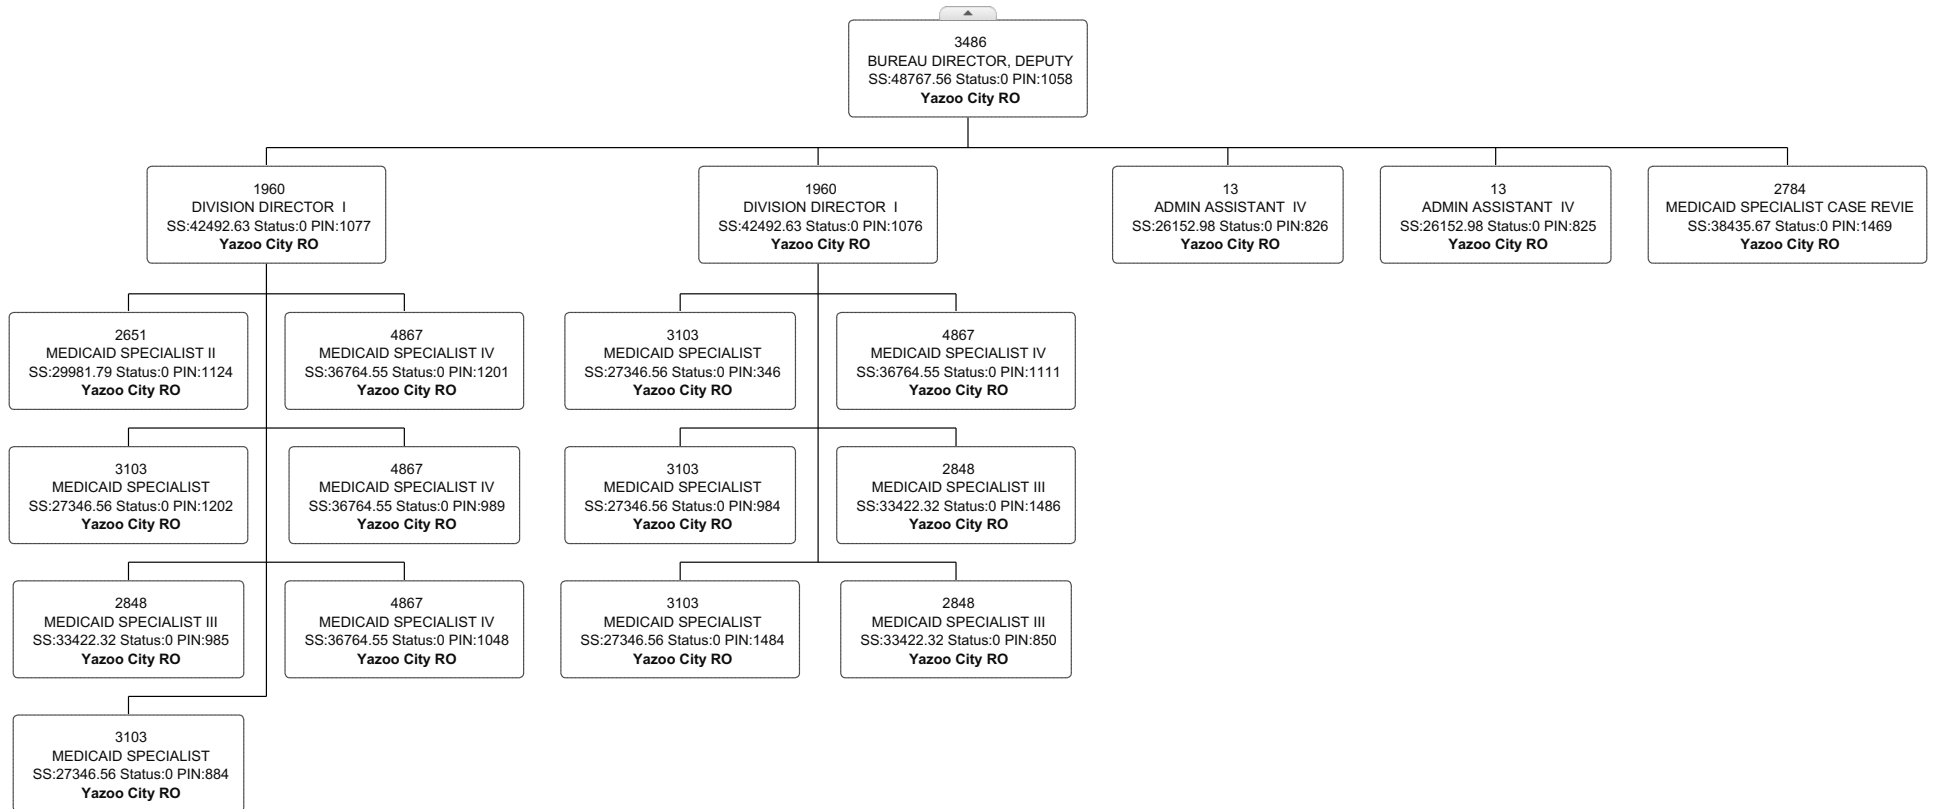 3486
BUREAU DIRECTOR, DEPUTY
SS:48767.56 Status:0 PIN:1058
Yazoo City RO
1960
DIVISION DIRECTOR  I
SS:42492.63 Status:0 PIN:1077
Yazoo City RO
1960
DIVISION DIRECTOR  I
SS:42492.63 Status:0 PIN:1076
Yazoo City RO
13
ADMIN ASSISTANT  IV
SS:26152.98 Status:0 PIN:826
Yazoo City RO
13
ADMIN ASSISTANT  IV
SS:26152.98 Status:0 PIN:825
Yazoo City RO
2784
MEDICAID SPECIALIST CASE REVIE
SS:38435.67 Status:0 PIN:1469
Yazoo City RO
2651
MEDICAID SPECIALIST II
SS:29981.79 Status:0 PIN:1124
Yazoo City RO
4867
MEDICAID SPECIALIST IV
SS:36764.55 Status:0 PIN:1201
Yazoo City RO
3103
MEDICAID SPECIALIST
SS:27346.56 Status:0 PIN:346
Yazoo City RO
4867
MEDICAID SPECIALIST IV
SS:36764.55 Status:0 PIN:1111
Yazoo City RO
3103
MEDICAID SPECIALIST
SS:27346.56 Status:0 PIN:1202
Yazoo City RO
4867
MEDICAID SPECIALIST IV
SS:36764.55 Status:0 PIN:989
Yazoo City RO
3103
MEDICAID SPECIALIST
SS:27346.56 Status:0 PIN:984
Yazoo City RO
2848
MEDICAID SPECIALIST III
SS:33422.32 Status:0 PIN:1486
Yazoo City RO
2848
MEDICAID SPECIALIST III
SS:33422.32 Status:0 PIN:985
Yazoo City RO
4867
MEDICAID SPECIALIST IV
SS:36764.55 Status:0 PIN:1048
Yazoo City RO
3103
MEDICAID SPECIALIST
SS:27346.56 Status:0 PIN:1484
Yazoo City RO
2848
MEDICAID SPECIALIST III
SS:33422.32 Status:0 PIN:850
Yazoo City RO
3103
MEDICAID SPECIALIST
SS:27346.56 Status:0 PIN:884
Yazoo City RO